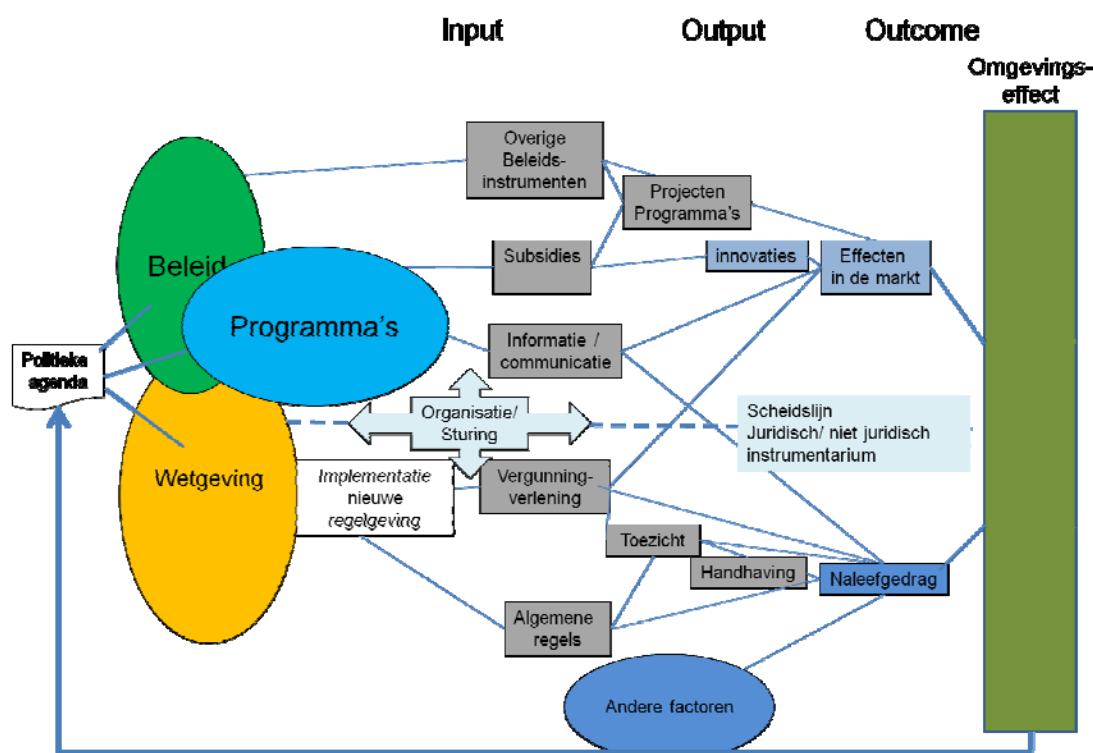 Input
Output
Outcome
Omgevings-
effect
Overige
Beleids-
instrumenten
Projecten
Programma's
Beleid
Subsidies
innovaties
Effecten
in de markt
Programma's
Informatie /
communicatie
Politieke
agenda
Organisatie/
Sturing
Scheidslijn
Juridisch/ niet juridisch
instrumentarium
Wetgeving
Implementatie
nieuwe
regelgeving
Vergunning-
verlening
Toezicht
Handhaving
Naleefgedrag
Algemene
regels
Andere factoren